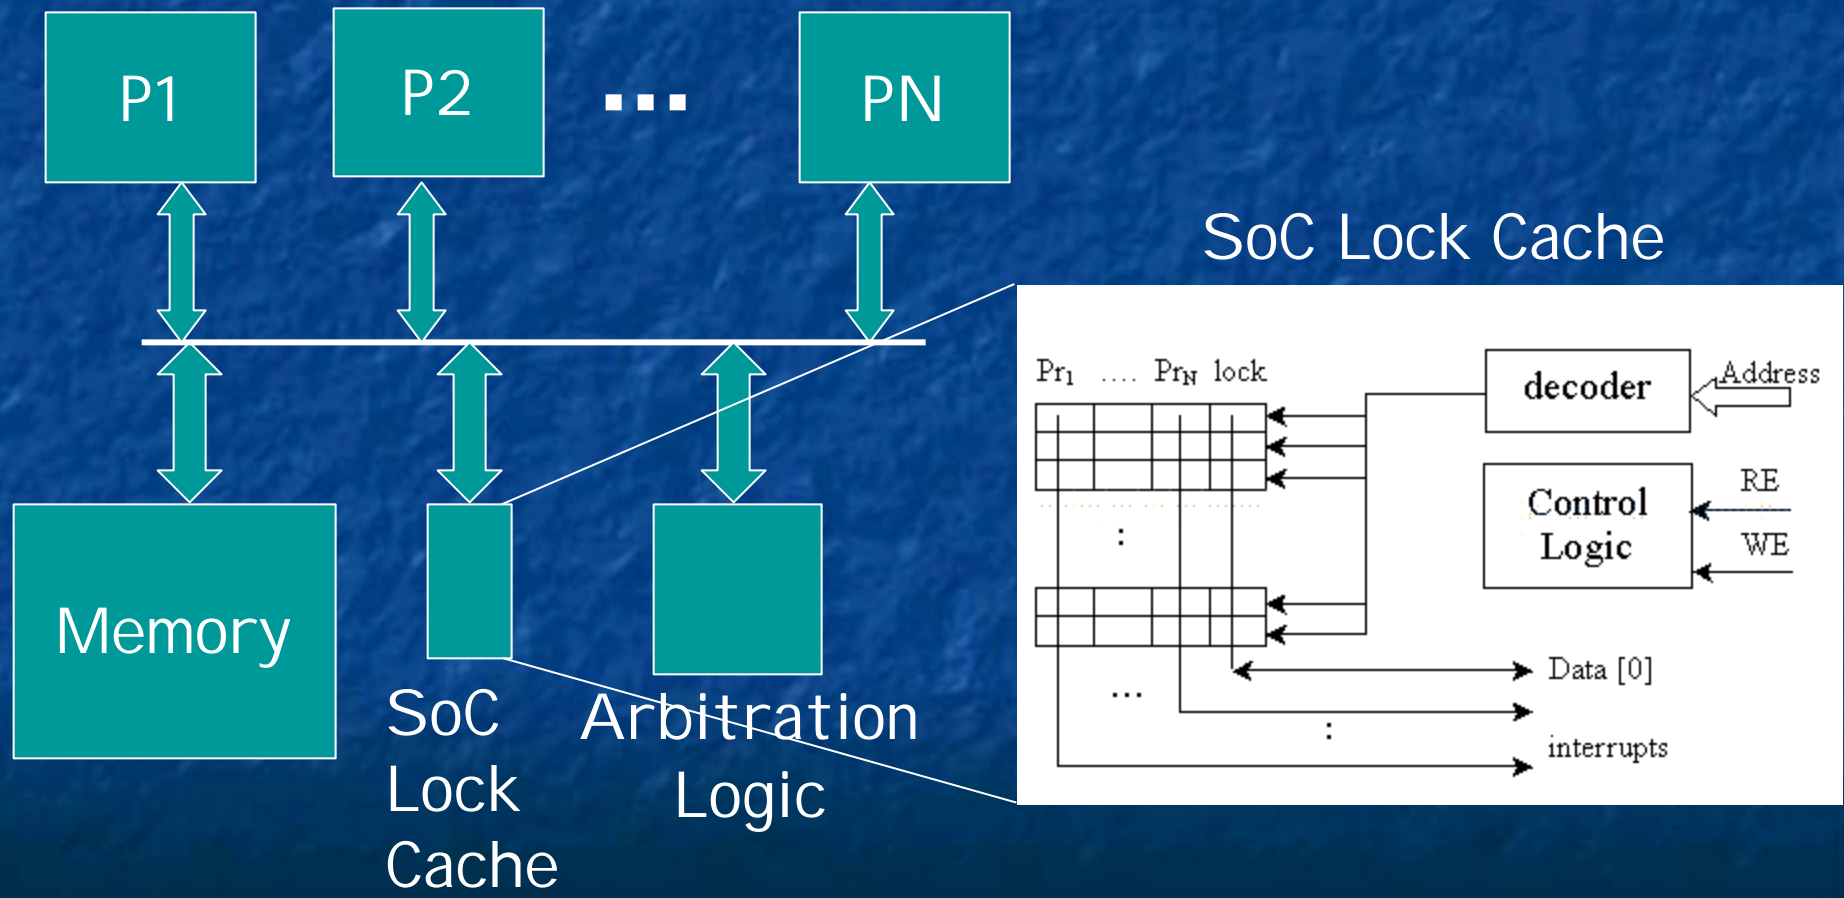 P1
P2
...
PN
SoC Lock Cache
Pr1 .... PrN lock
decoder
Address
Control
Logic
RE
WE
:
Data [0]
...
:
interrupts
Memory
SoC
Lock
Cache
Arbitration
Logic